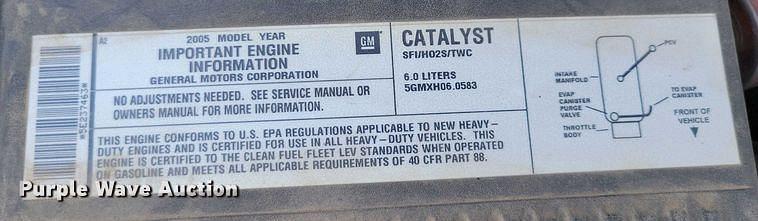 *5E237463*
A2
2005 MODEL YEAR
IMPORTANT ENGINE
INFORMATION
GENERAL MOTORS CORPORATION
GM
NO ADJUSTMENTS NEEDED. SEE SERVICE MANUAL OR
OWNERS MANUAL FOR MORE INFORMATION.
CATALYST
SFI/HO2S/TWC
6.0 LITERS
5GMXH06.0583
THIS ENGINE CONFORMS TO U.S. EPA REGULATIONS APPLICABLE TO NEW HEAVY-
DUTY ENGINES AND IS CERTIFIED FOR USE IN ALL HEAVY-DUTY VEHICLES. THIS
ENGINE IS CERTIFIED TO THE CLEAN FUEL FLEET LEV STANDARDS WHEN OPERATED
ON GASOLINE AND MEETS ALL APPLICABLE REQUIREMENTS OF 40 CFR PART 88.
PCV
INTAKE
MANIFOLD
EVAP
CANISTER
PURGE
VALVE
THROTTLE
BODY
TO EVAP
CANISTER
FRONT OF
VEHICLE
Purple Wave Auction